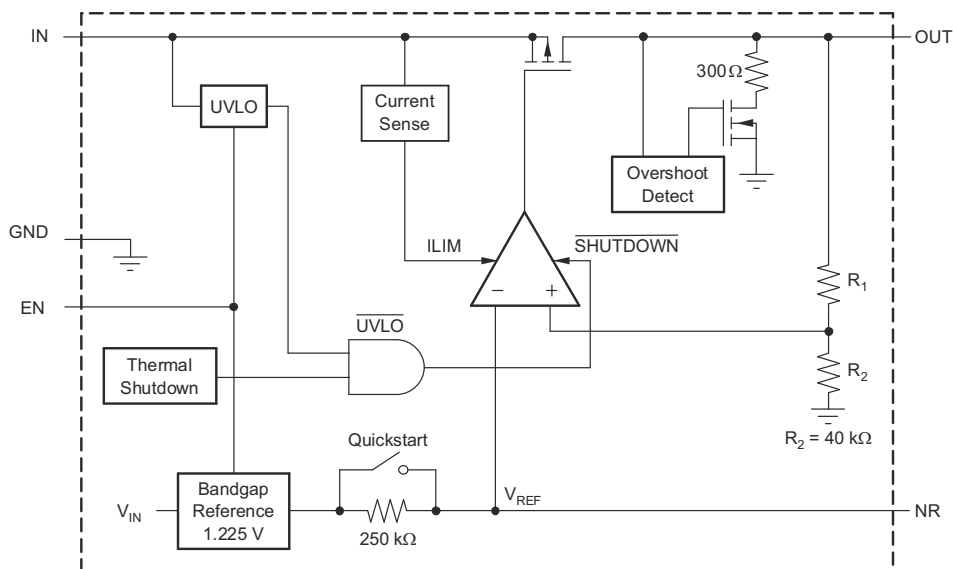 IN
OUT
300Ω
UVLO
Current
Sense
Overshoot
Detect
GND
ILIM
SHUTDOWN
− +
R1
EN
UVLO
Thermal
Shutdown
R2
R2 = 40 kΩ
Quickstart
VIN
Bandgap
Reference
1.225 V
VREF
NR
250 kΩ